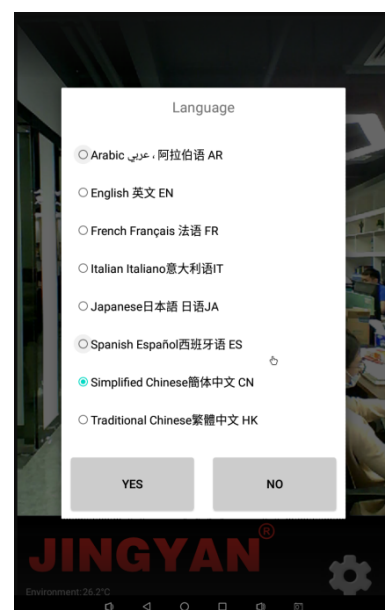 Language
Arabic عربي ، 阿拉伯语 AR
English 英文 EN
French Français 法语 FR
Italian Italiano意大利语IT
Japanese日本語 日语JA
Spanish Español西班牙语 ES
Simplified Chinese簡体中文 CN
Traditional Chinese繁體中文 HK
YES NO
JINGYAN®
Environment:26.2°C